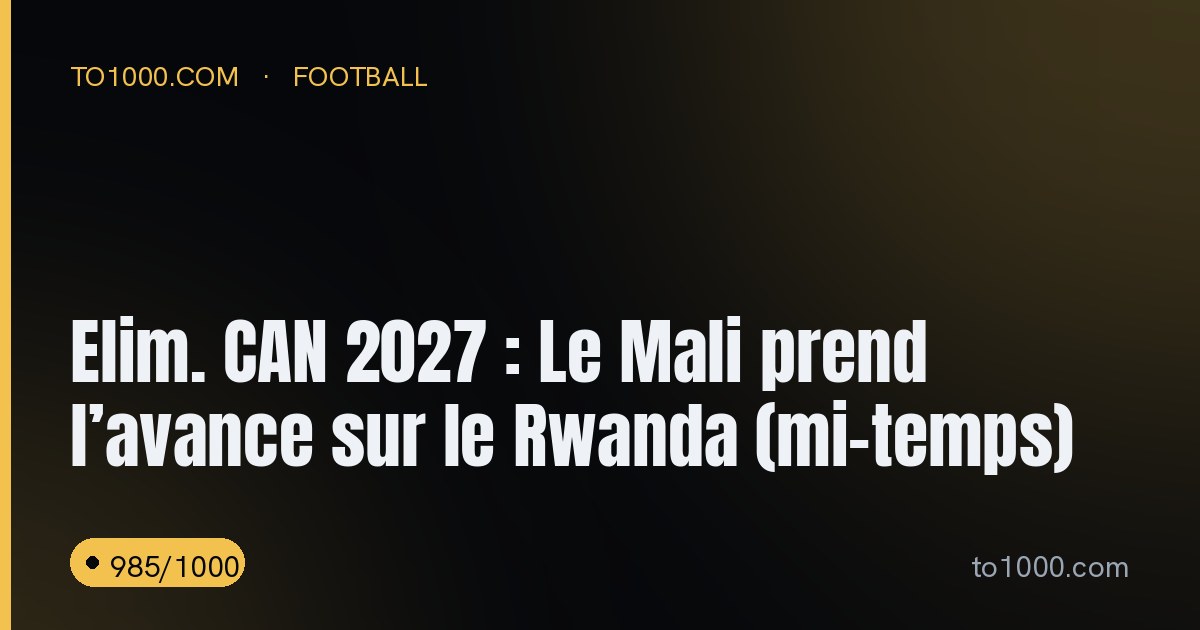 TO1000.COM · FOOTBALL
Elim. CAN 2027 : Le Mali prend
l’avance sur le Rwanda (mi-temps)
985/1000
to1000.com